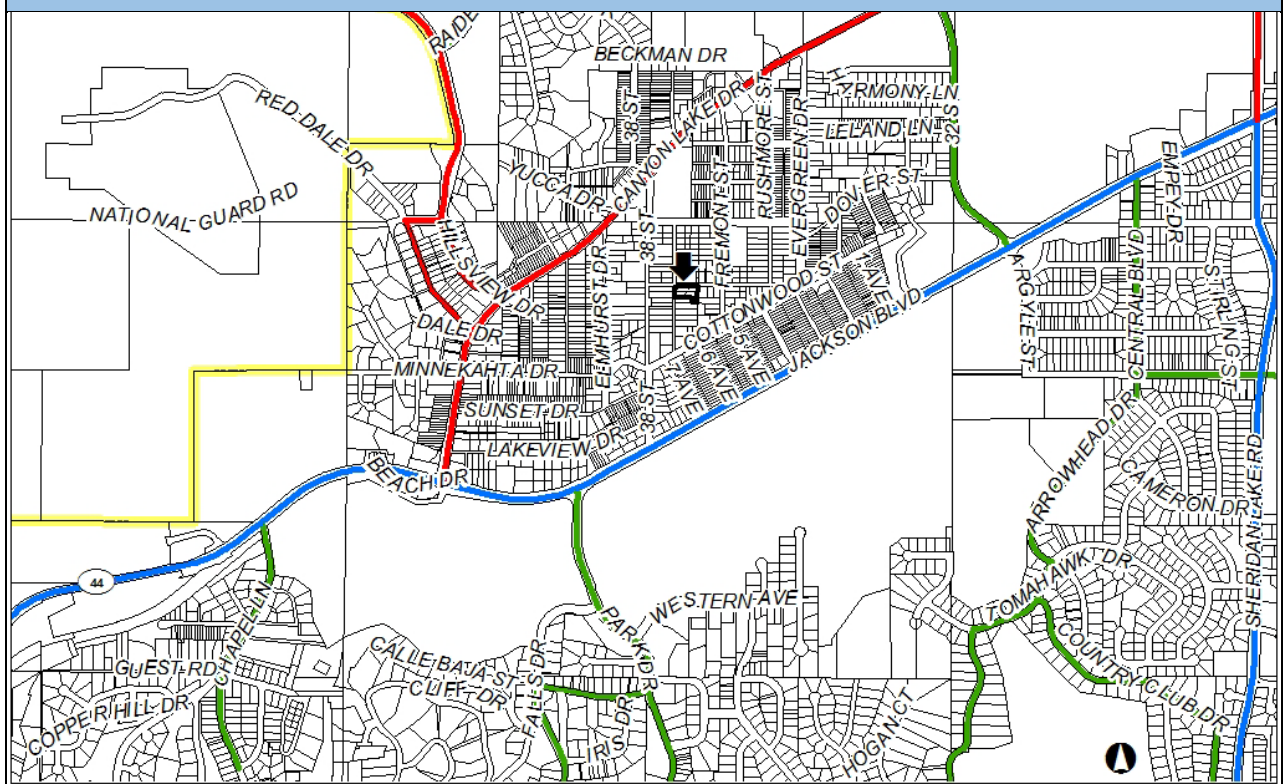 RAIDE
BECKMAN DR
RED DALE DR
HARMONY LN
38 ST
CANYON LAKE DR
RUSHMORE ST
EVERGREEN DR
LELAND LN
32 S
EMPEY DR
YUCCA DR
DOVER ST
NATIONAL GUARD RD
38 ST
FREMONT ST
HILLSVIEW DR
ELMHURST DR
COTTONWOOD ST
1 AVE
ARGYLE ST
CENTRAL BLVD
STIRLING ST
DALE DR
JACKSON BLVD
5 AVE
6 AVE
7 AVE
MINNEKAHTA DR
SUNSET DR
38 ST
LAKEVIEW DR
BEACH DR
ARROWHEAD DR
CAMERON DR
SHERIDAN LAKE RD
44
TOMAHAWK DR
WESTERN AVE
PARK DR
CHAPEL LN
COUNTRY CLUB DR
GUEST RD
CALLE BAJA ST
CLIFF DR
FALLS DR
COPPER HILL DR
IRIS DR
HOGAN CT